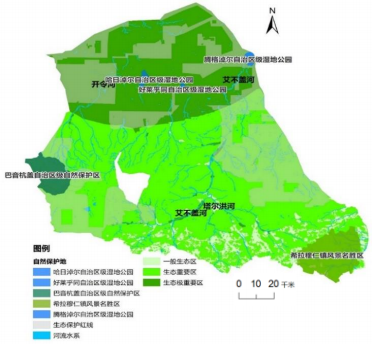 N
腾格淖尔自治区级湿地公园
开令河
哈日淖尔自治区级湿地公园
艾不盖河
好莱乎同自治区级湿地公园
巴音杭盖自治区级自然保护区
塔尔洪河
艾不盖河
希拉穆仁镇风景名胜区
图例
自然保护地
一般生态区
哈日淖尔自治区级湿地公园
生态重要区
好莱乎同自治区级湿地公园
生态极重要区
巴音杭盖自治区级自然保护区
希拉穆仁镇风景名胜区
腾格淖尔自治区级湿地公园
0 10 20
千米
生态保护红线
河流水系